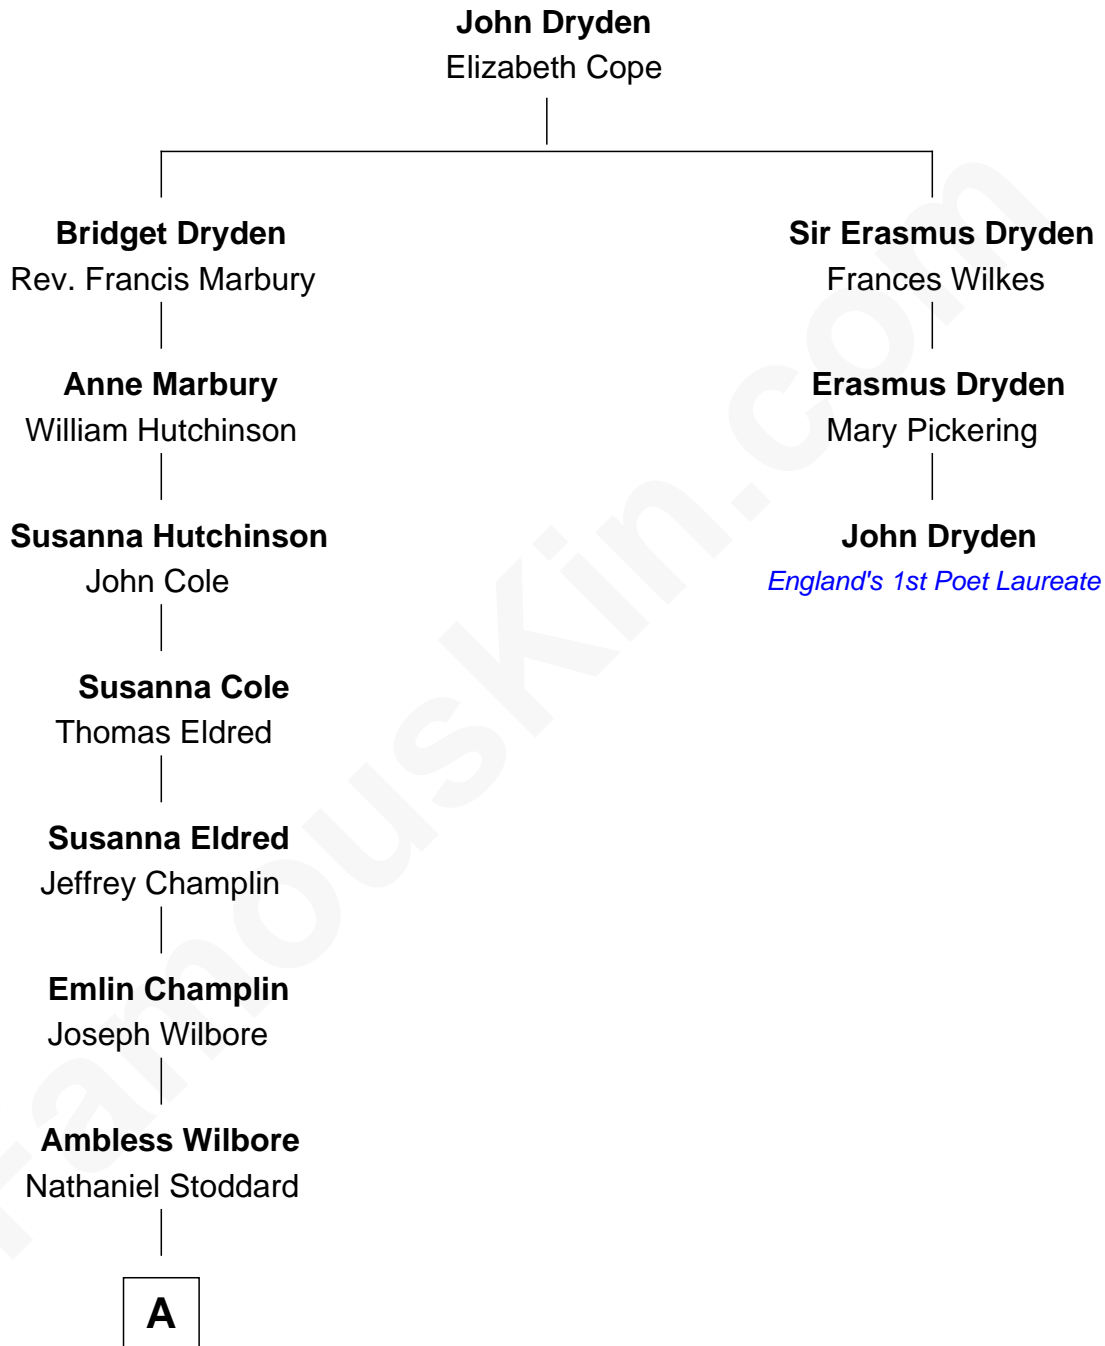 John Dryden
Elizabeth Cope
Bridget Dryden
Rev. Francis Marbury
Sir Erasmus Dryden
Frances Wilkes
Anne Marbury
William Hutchinson
Erasmus Dryden
Mary Pickering
Susanna Hutchinson
John Cole
John Dryden
England's 1st Poet Laureate
Susanna Cole
Thomas Eldred
Susanna Eldred
Jeffrey Champlin
Emlin Champlin
Joseph Wilbore
Ambless Wilbore
Nathaniel Stoddard
A
FamousKin.com